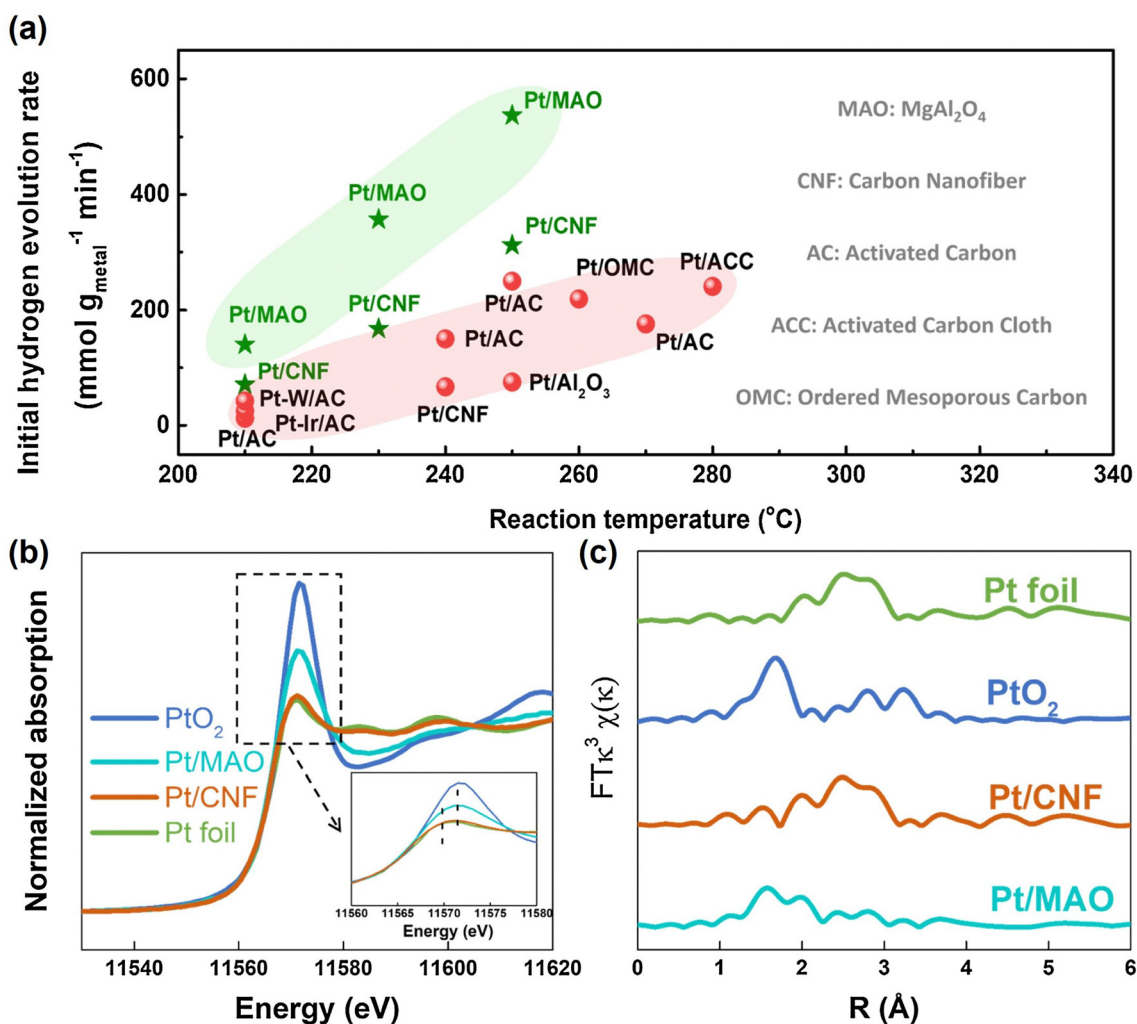 (a)
Initial hydrogen evolution rate
(mmol g_metal⁻¹ min⁻¹)
600
400
200
0
Pt/MAO
MAO: MgAl₂O₄
Pt/MAO
CNF: Carbon Nanofiber
Pt/CNF
Pt/OMC
Pt/ACC
AC: Activated Carbon
Pt/MAO
Pt/CNF
Pt/AC
Pt/AC
Pt/AC
ACC: Activated Carbon Cloth
Pt/CNF
Pt-W/AC
Pt/Al₂O₃
OMC: Ordered Mesoporous Carbon
Pt-Ir/AC
Pt/CNF
Pt/AC
200
220
240
260
280
300
320
340
Reaction temperature (°C)
(b)
Normalized absorption
PtO₂
Pt/MAO
Pt/CNF
Pt foil
11560
11565
11570
11575
11580
Energy (eV)
11540
11560
11580
11600
11620
Energy (eV)
(c)
FTκ³ χ(κ)
Pt foil
PtO₂
Pt/CNF
Pt/MAO
0
1
2
3
4
5
6
R (Å)